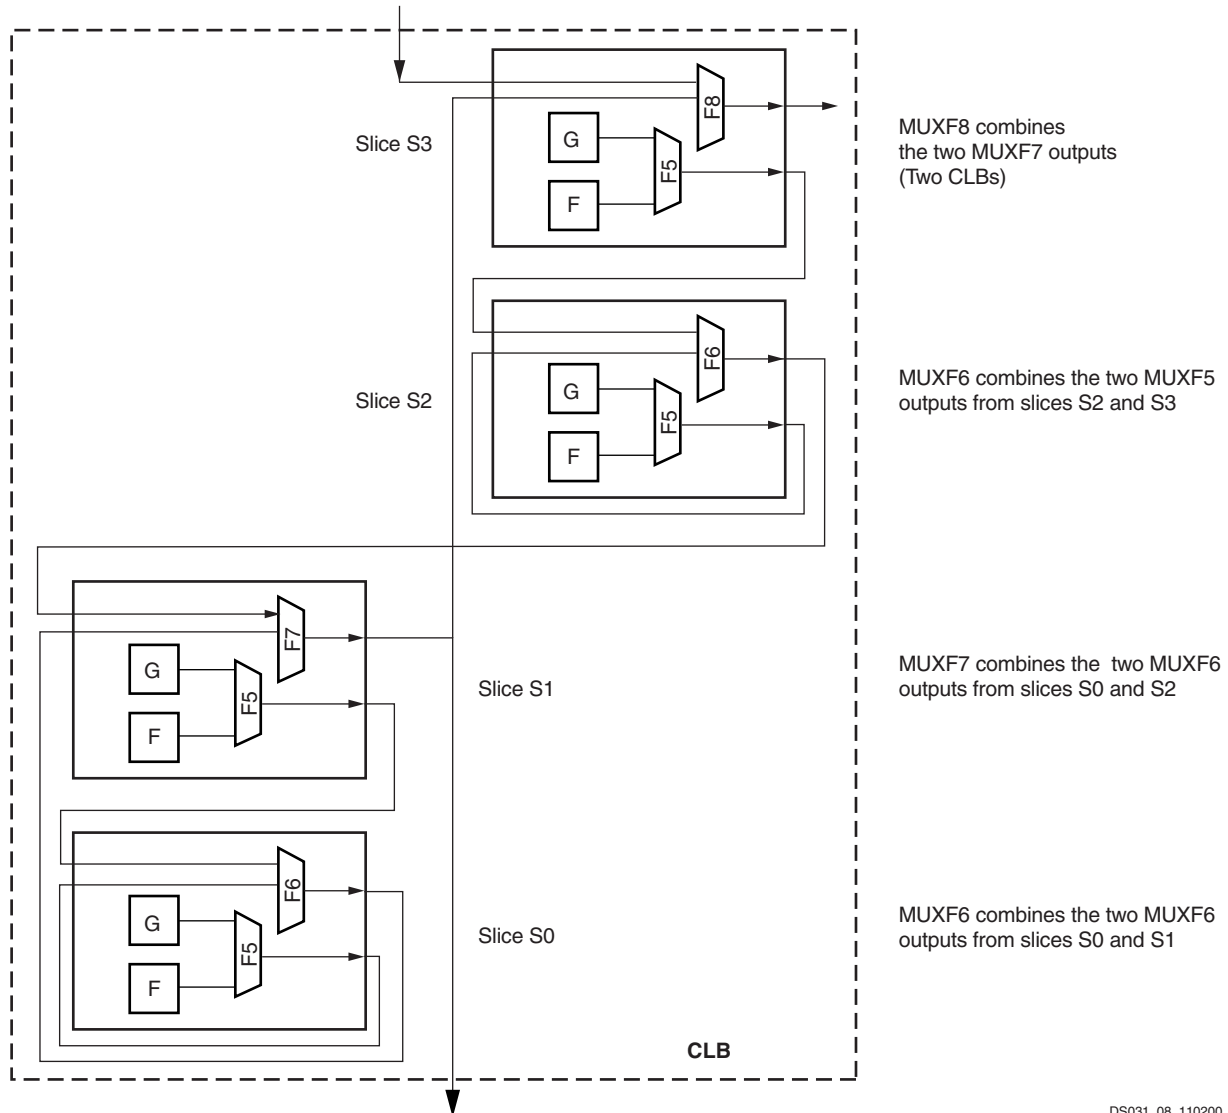 Slice S3
G
F
F5
F8
MUXF8 combines
the two MUXF7 outputs
(Two CLBs)
Slice S2
G
F
F5
F6
MUXF6 combines the two MUXF5
outputs from slices S2 and S3
G
F
F5
F7
Slice S1
MUXF7 combines the  two MUXF6
outputs from slices S0 and S2
G
F
F5
F6
Slice S0
MUXF6 combines the two MUXF6
outputs from slices S0 and S1
CLB
DS031_08_110200